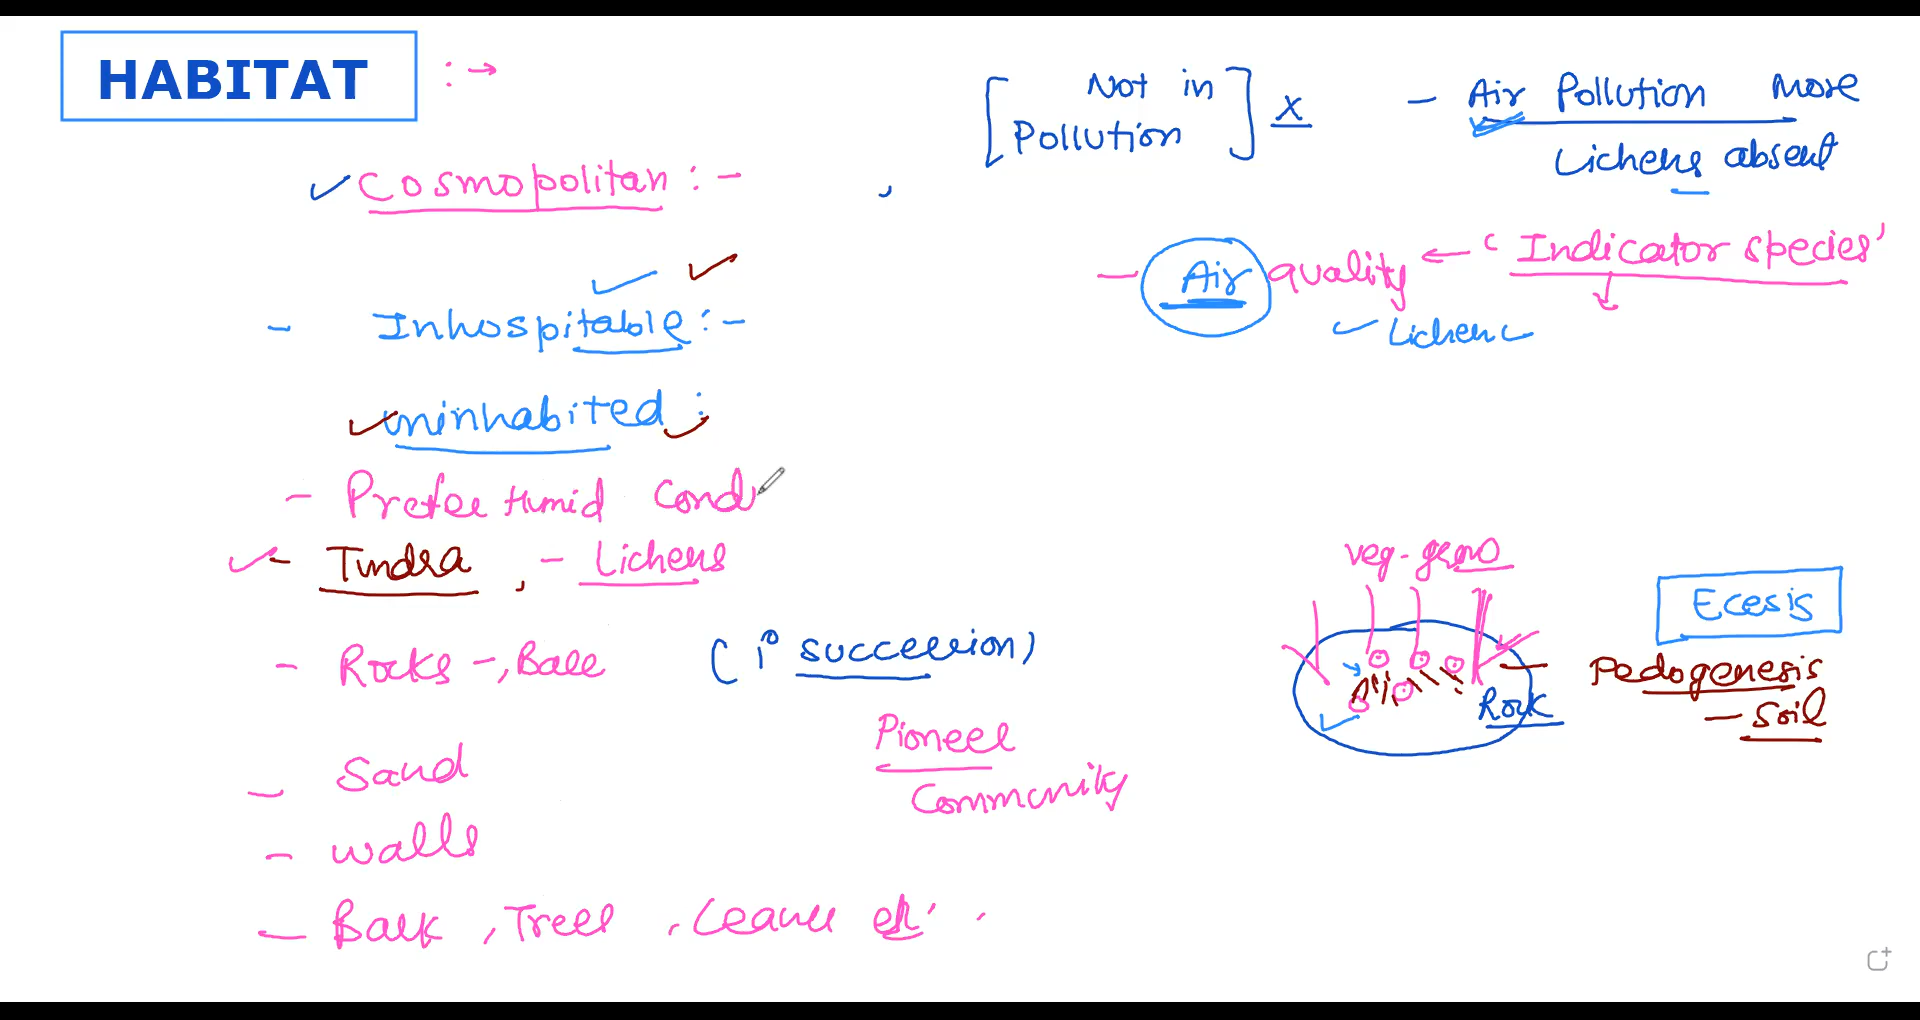 HABITAT :→
Cosmopolitan :-
- Inhospitable :-
uninhabited :
- Prefer Humid Cond
- Tundra , - Lichens
- Rocks -, Bare (1° succession)
Pioneer
Community
- Sand
- walls
- Bark , Trees , Leaves etc.
[ Not in
Pollution ] X
- Air Pollution more
Lichens absent
- Air quality ← 'Indicator species'
Lichen
veg-germ
Rock
Ecesis
- Pedogenesis
- Soil